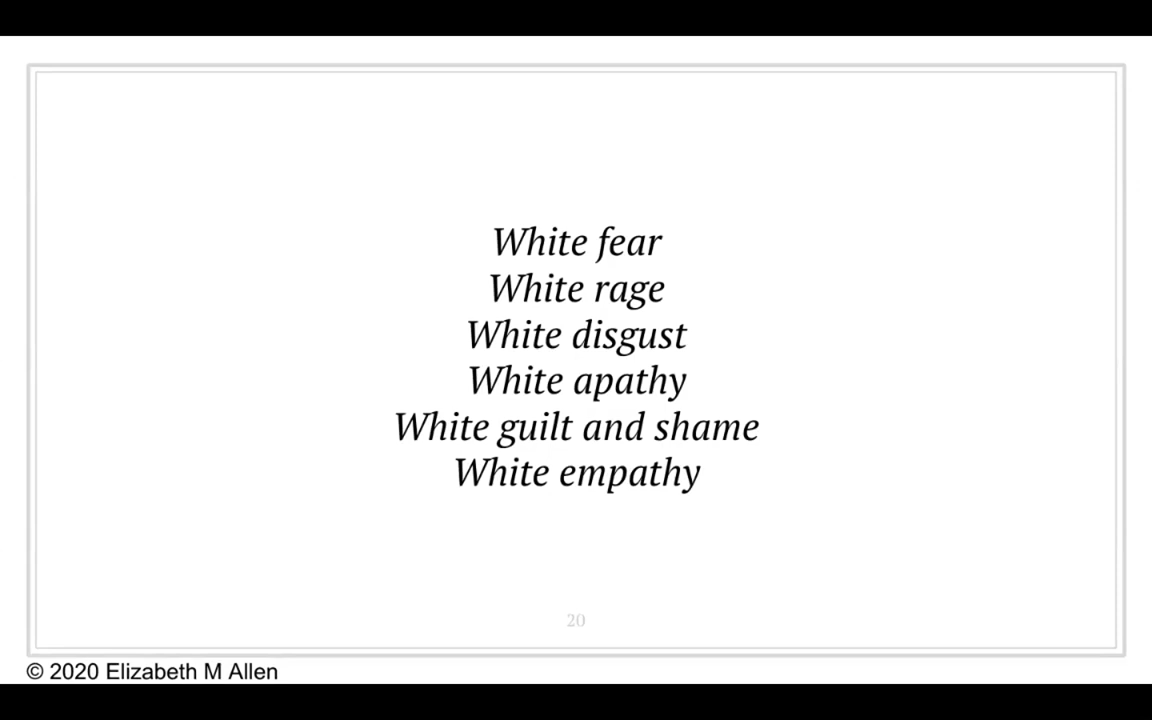 White fear
White rage
White disgust
White apathy
White guilt and shame
White empathy
20
© 2020 Elizabeth M Allen